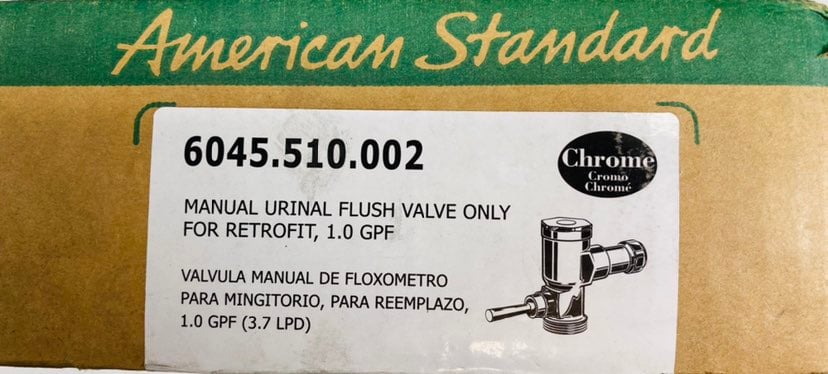 American Standard
6045.510.002
Chrome
Cromo
Chromé
MANUAL URINAL FLUSH VALVE ONLY
FOR RETROFIT, 1.0 GPF
VALVULA MANUAL DE FLOXOMETRO
PARA MINGITORIO, PARA REEMPLAZO,
1.0 GPF (3.7 LPD)